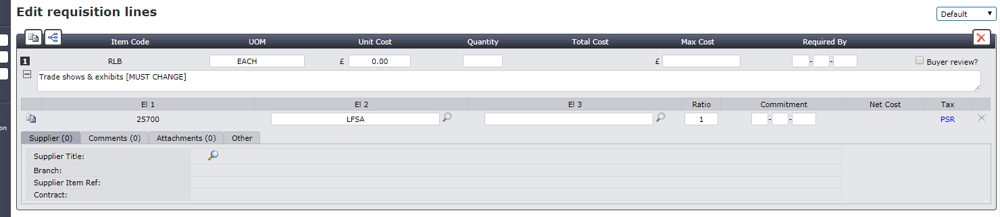 Edit requisition lines
Default
Item Code UOM Unit Cost Quantity Total Cost Max Cost Required By
1 RLB EACH £ 0.00 £ - - Buyer review?
Trade shows & exhibits [MUST CHANGE]
El 1 El 2 El 3 Ratio Commitment Net Cost Tax
25700 LFSA 1 - - PSR
on
Supplier (0) Comments (0) Attachments (0) Other
Supplier Title:
Branch:
Supplier Item Ref:
Contract: